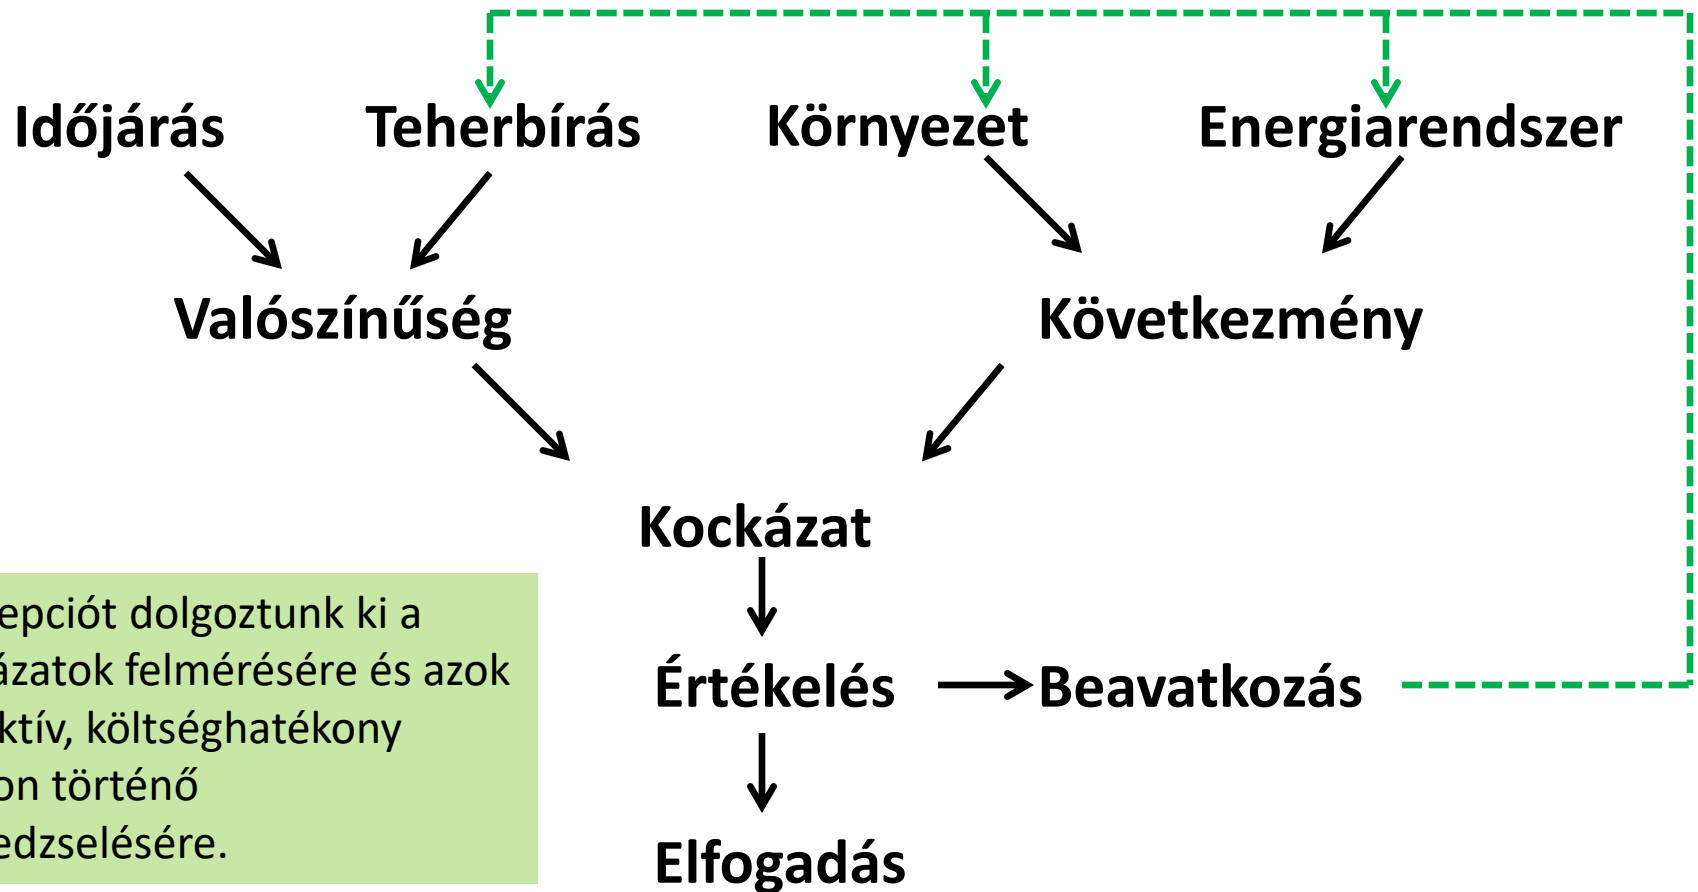 Időjárás Teherbírás Környezet Energiarendszer
Valószínűség Következmény
Kockázat
epciót dolgoztunk ki a
ázatok felmérésére és azok
ktív, költséghatékony
on történő
edzselésére.
Értékelés Beavatkozás
Elfogadás